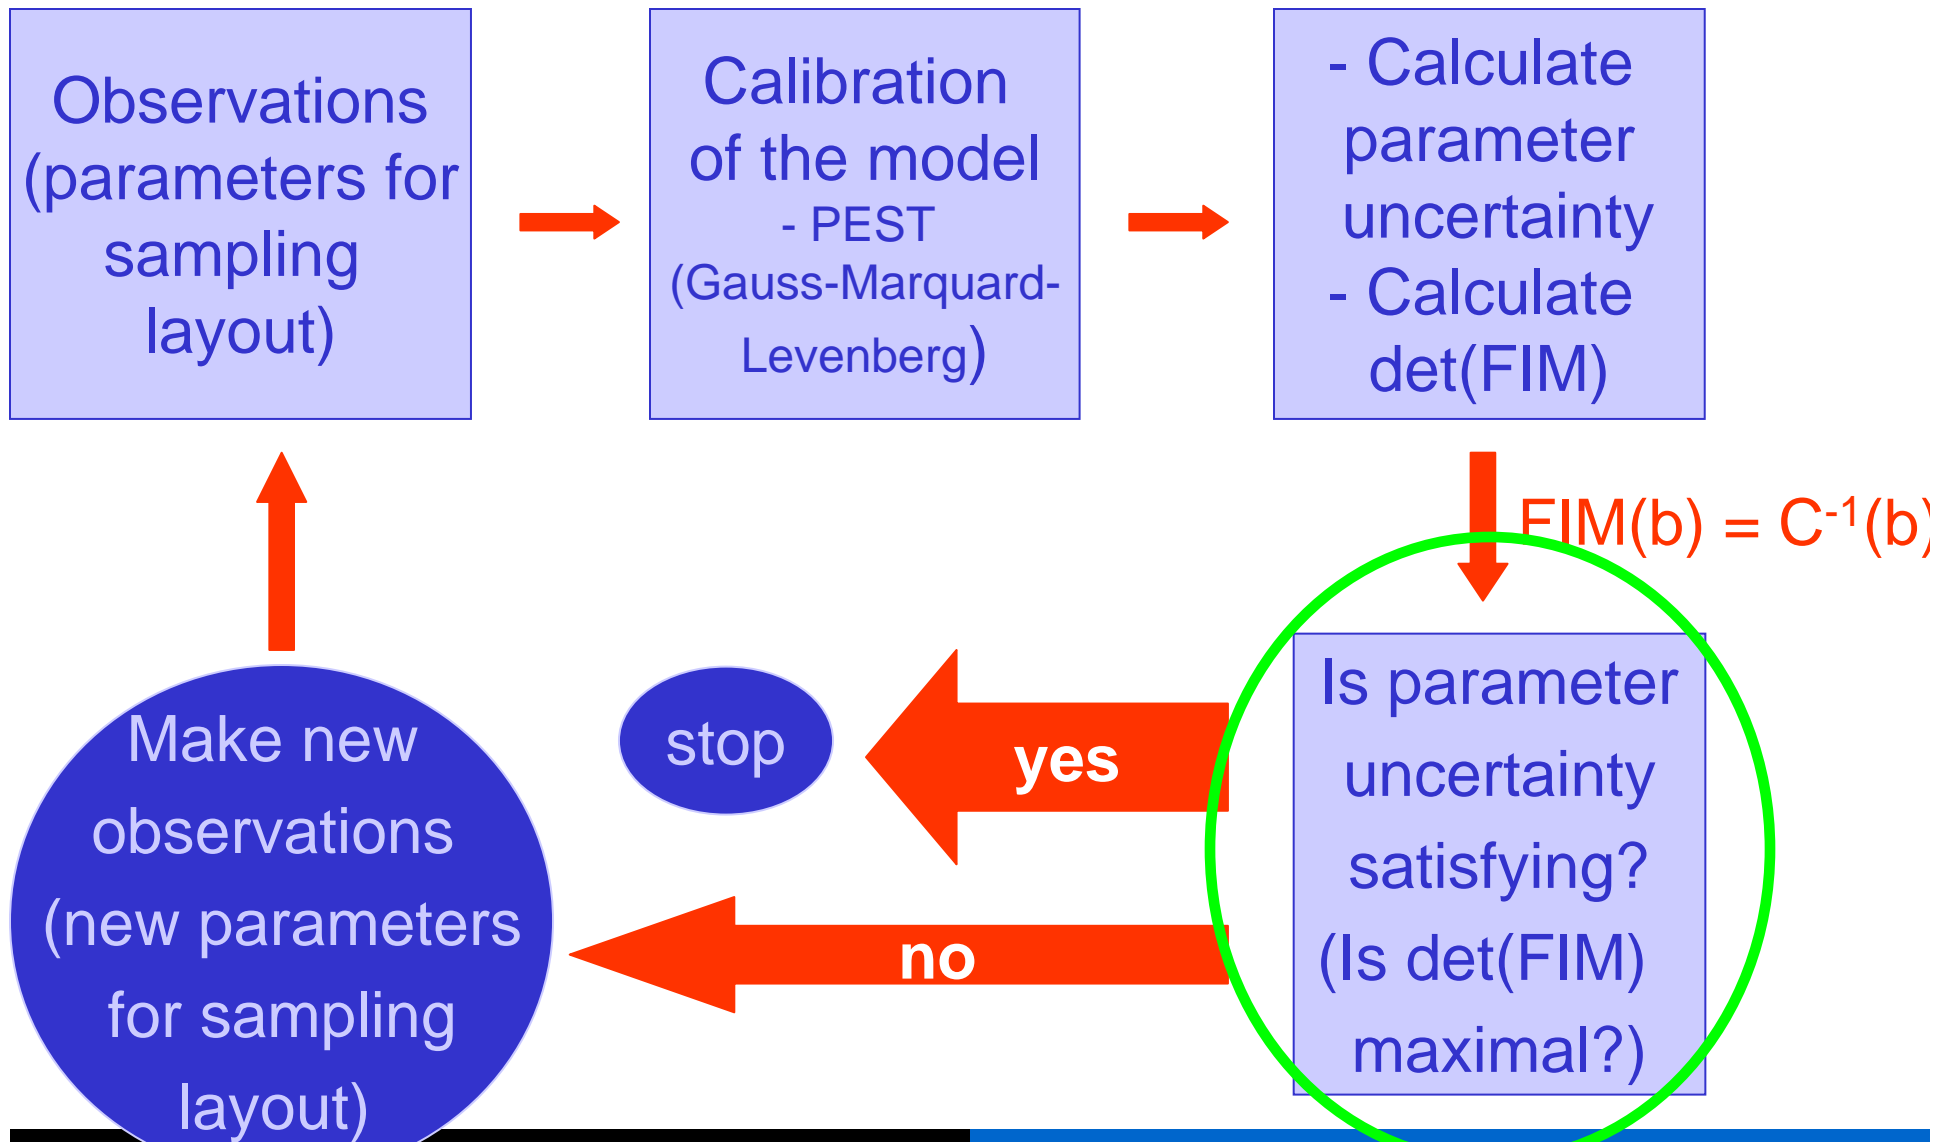 Observations
(parameters for
sampling
layout)
Calibration
of the model
- PEST
(Gauss-Marquard-
Levenberg)
- Calculate
parameter
uncertainty
- Calculate
det(FIM)
FIM(b) = C⁻¹(b)
Is parameter
uncertainty
satisfying?
(Is det(FIM)
maximal?)
yes
stop
no
Make new
observations
(new parameters
for sampling
layout)